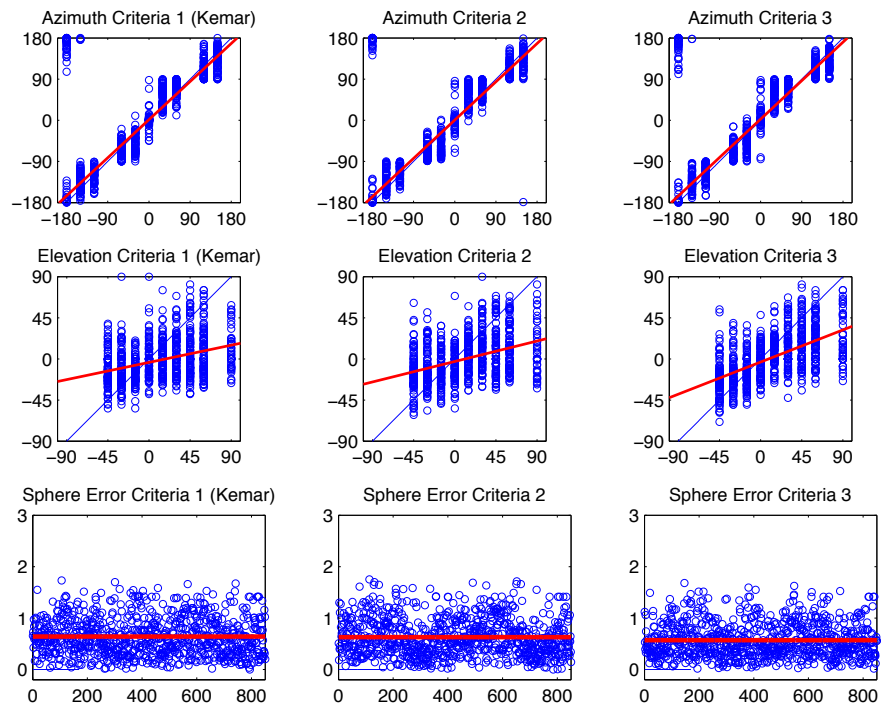 Azimuth Criteria 1 (Kemar)
Azimuth Criteria 2
Azimuth Criteria 3
180
90
0
−90
−180
−180 −90 0 90 180
180
90
0
−90
−180
−180 −90 0 90 180
180
90
0
−90
−180
−180 −90 0 90 180
Elevation Criteria 1 (Kemar)
Elevation Criteria 2
Elevation Criteria 3
90
45
0
−45
−90
−90 −45 0 45 90
90
45
0
−45
−90
−90 −45 0 45 90
90
45
0
−45
−90
−90 −45 0 45 90
Sphere Error Criteria 1 (Kemar)
Sphere Error Criteria 2
Sphere Error Criteria 3
3
2
1
0
0 200 400 600 800
3
2
1
0
0 200 400 600 800
3
2
1
0
0 200 400 600 800